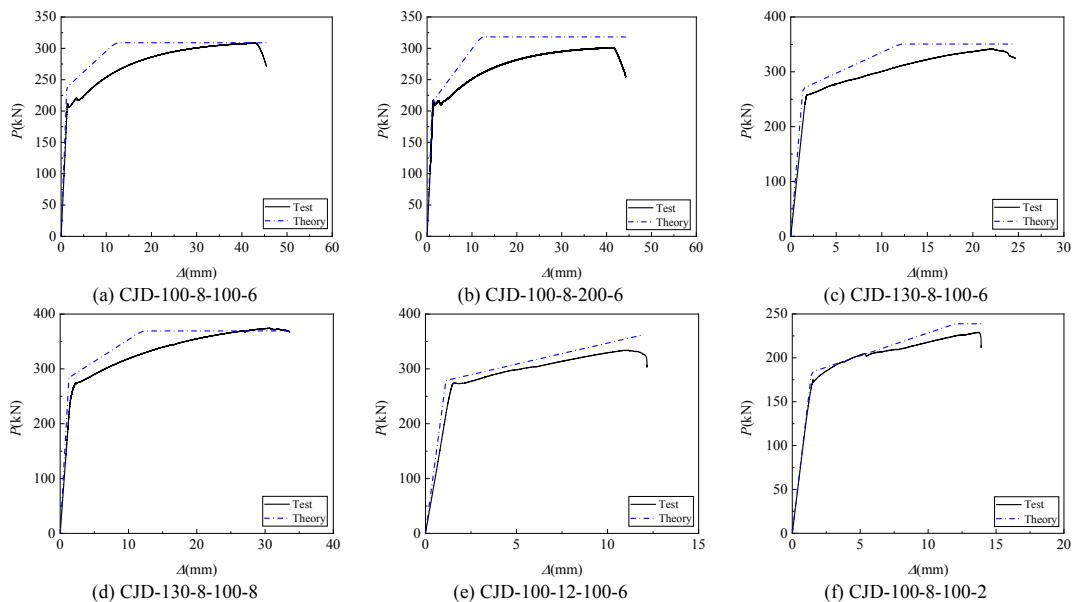 350
300
250
200
150
100
50
0
P(kN)
0 10 20 30 40 50 60
Δ(mm)
Test
Theory
(a) CJD-100-8-100-6
350
300
250
200
150
100
50
0
P(kN)
0 10 20 30 40 50 60
Δ(mm)
Test
Theory
(b) CJD-100-8-200-6
400
300
200
100
0
P(kN)
0 5 10 15 20 25 30
Δ(mm)
Test
Theory
(c) CJD-130-8-100-6
400
300
200
100
0
P(kN)
0 10 20 30 40
Δ(mm)
Test
Theory
(d) CJD-130-8-100-8
400
300
200
100
0
P(kN)
0 5 10 15
Δ(mm)
Test
Theory
(e) CJD-100-12-100-6
250
200
150
100
50
0
P(kN)
0 5 10 15 20
Δ(mm)
Test
Theory
(f) CJD-100-8-100-2